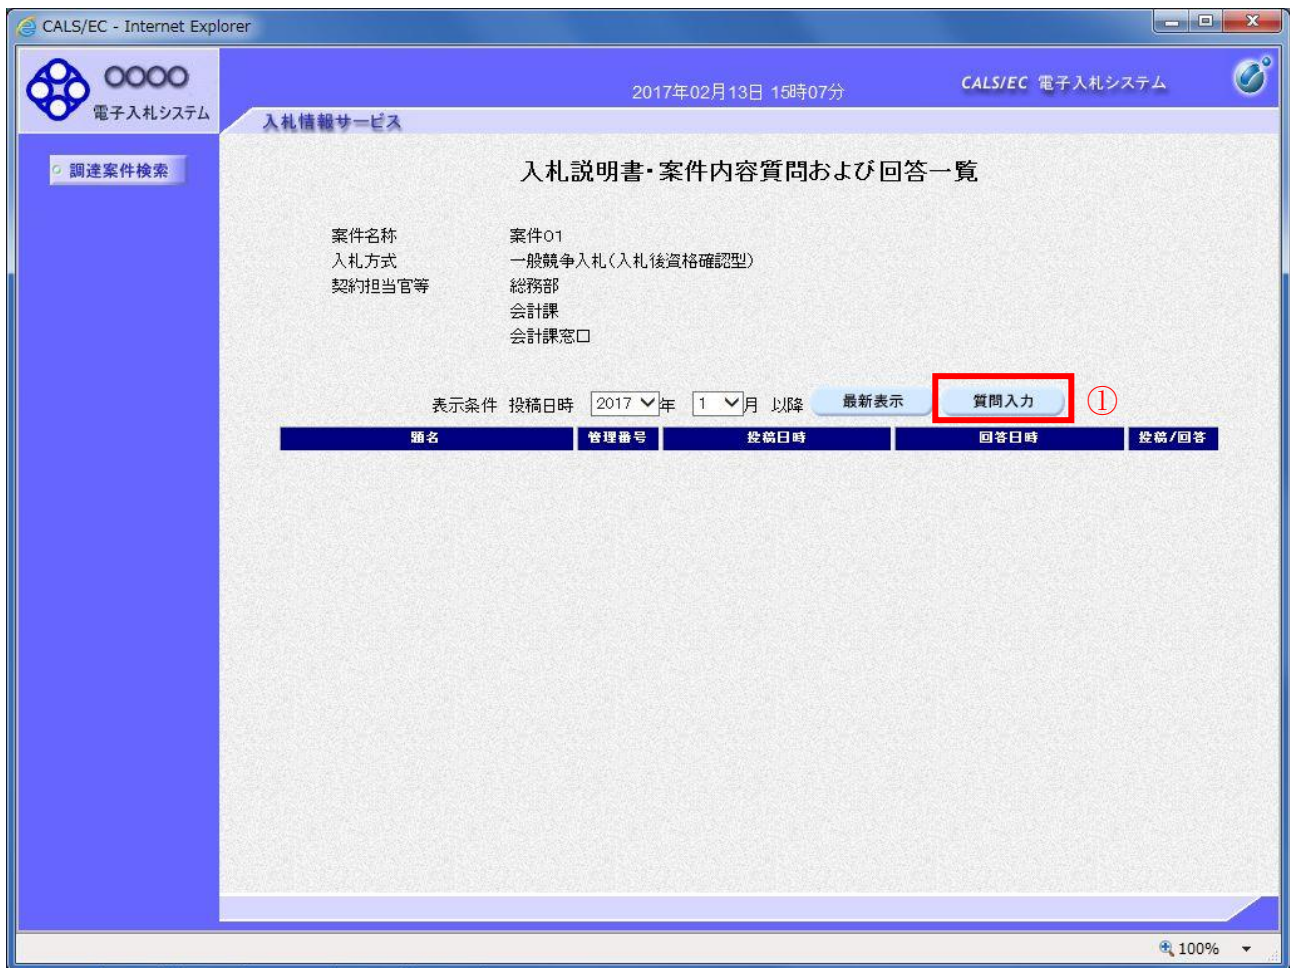 CALS/EC - Internet Explorer
○○○○
電子入札システム
2017年02月13日 15時07分
CALS/EC 電子入札システム
入札情報サービス
調達案件検索
入札説明書・案件内容質問および回答一覧
案件名称 案件01
入札方式 一般競争入札(入札後資格確認型)
契約担当官等 総務部
会計課
会計課窓口
表示条件 投稿日時 2017 年 1 月 以降 最新表示 質問入力 ①
題名 管理番号 投稿日時 回答日時 投稿/回答
100%